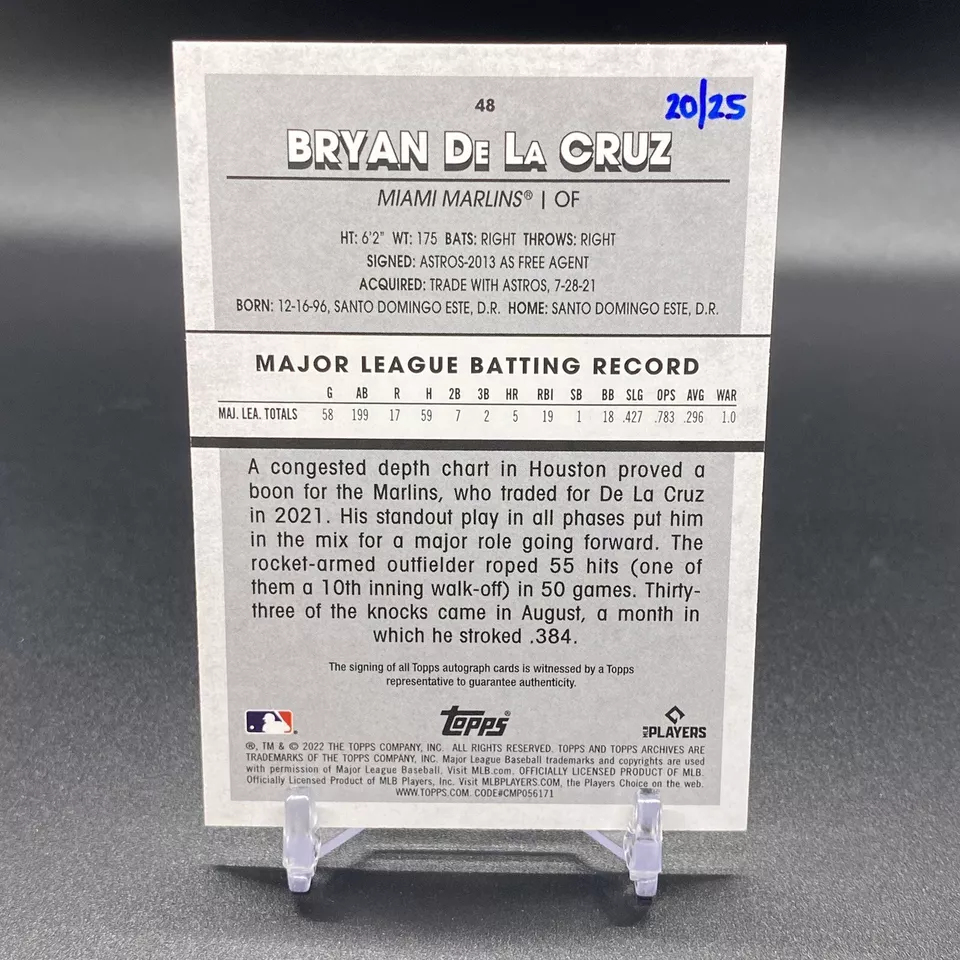 48
20/25
BRYAN DE LA CRUZ
MIAMI MARLINS® | OF
HT: 6'2" WT: 175 BATS: RIGHT THROWS: RIGHT
SIGNED: ASTROS-2013 AS FREE AGENT
ACQUIRED: TRADE WITH ASTROS, 7-28-21
BORN: 12-16-96, SANTO DOMINGO ESTE, D.R. HOME: SANTO DOMINGO ESTE, D.R.
MAJOR LEAGUE BATTING RECORD
G AB R H 2B 3B HR RBI SB BB SLG OPS AVG WAR
MAJ. LEA. TOTALS 58 199 17 59 7 2 5 19 1 18 .427 .783 .296 1.0
A congested depth chart in Houston proved a
boon for the Marlins, who traded for De La Cruz
in 2021. His standout play in all phases put him
in the mix for a major role going forward. The
rocket-armed outfielder roped 55 hits (one of
them a 10th inning walk-off) in 50 games. Thirty-
three of the knocks came in August, a month in
which he stroked .384.
The signing of all Topps autograph cards is witnessed by a Topps
representative to guarantee authenticity.
Topps®
MLB PLAYERS
®, TM & © 2022 THE TOPPS COMPANY, INC. ALL RIGHTS RESERVED. TOPPS AND TOPPS ARCHIVES ARE
TRADEMARKS OF THE TOPPS COMPANY, INC. Major League Baseball trademarks and copyrights are used
with permission of Major League Baseball. Visit MLB.com. OFFICIALLY LICENSED PRODUCT OF MLB.
Officially Licensed Product of MLB Players, Inc. Visit MLBPLAYERS.COM, the Players Choice on the web.
WWW.TOPPS.COM. CODE#CMP056171